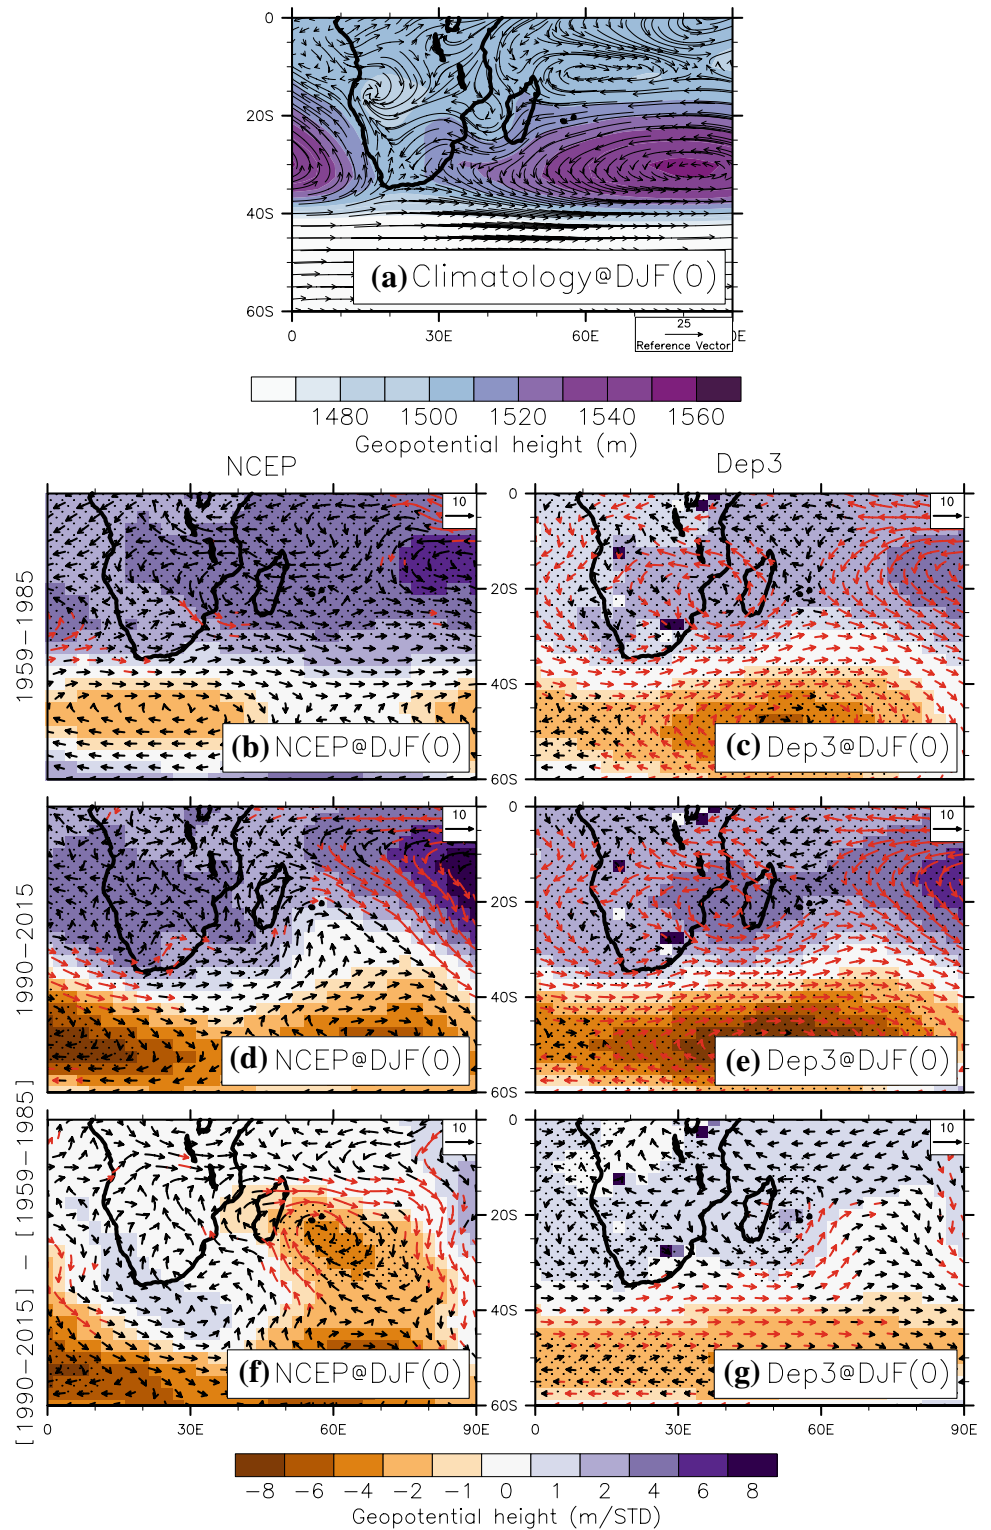 0
20S
40S
60S
(a) Climatology@DJF(0)
0
30E
60E
0E
25
Reference Vector
1480 1500 1520 1540 1560
Geopotential height (m)
NCEP
Dep3
1959-1985
10
(b) NCEP@DJF(0)
0
20S
40S
60S
10
(c) Dep3@DJF(0)
1990-2015
10
(d) NCEP@DJF(0)
0
20S
40S
60S
10
(e) Dep3@DJF(0)
[1990-2015] - [1959-1985]
10
(f) NCEP@DJF(0)
0
20S
40S
60S
10
(g) Dep3@DJF(0)
0 30E 60E 90E
0 30E 60E 90E
-8 -6 -4 -2 -1 0 1 2 4 6 8
Geopotential height (m/STD)